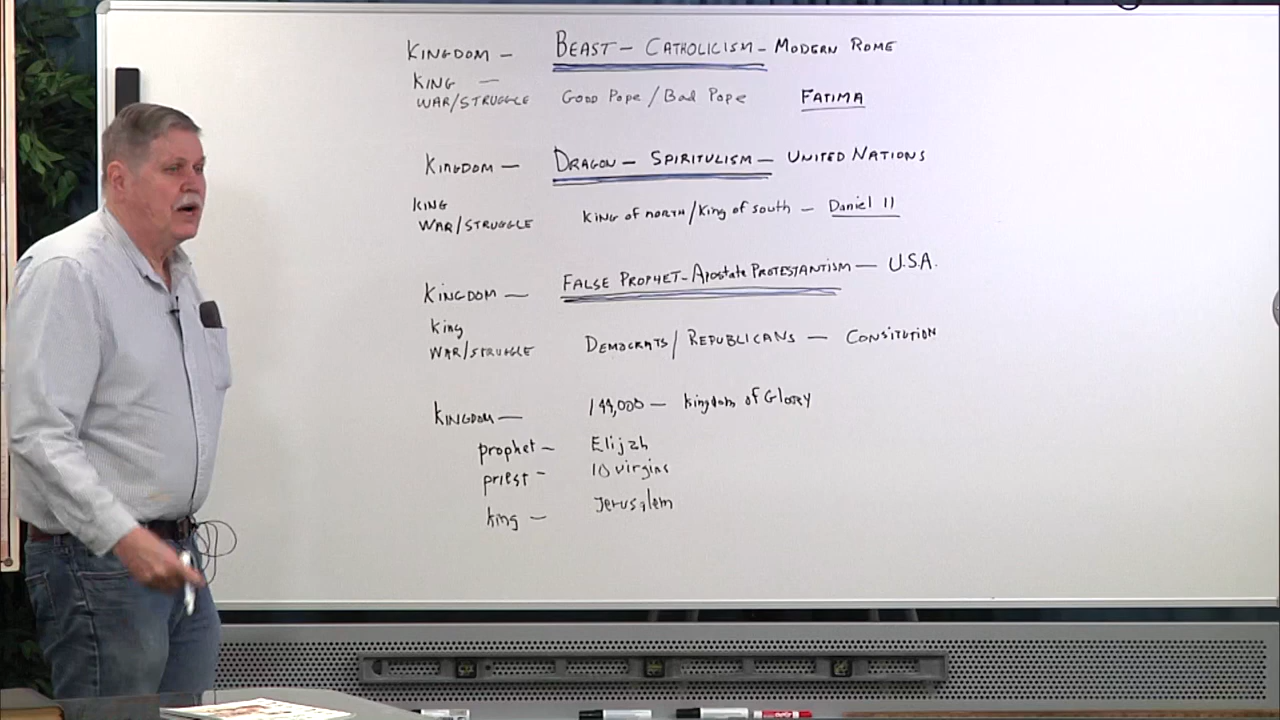 KINGDOM — BEAST — CATHOLICISM — MODERN ROME
KING —
WAR/STRUGGLE GOOD POPE / BAD POPE FATIMA
KINGDOM — DRAGON — SPIRITULISM — UNITED NATIONS
KING
WAR/STRUGGLE KING OF NORTH/KING OF SOUTH — Daniel 11
KINGDOM — FALSE PROPHET - Apostate PROTESTANTISM — U.S.A.
King
WAR/STRUGGLE DEMOCRATS / REPUBLICANS — CONSITUTION
KINGDOM — 144,000 — Kingdom of Glorey
prophet — Elijah
priest - 10 virgins
king — Jerusalem